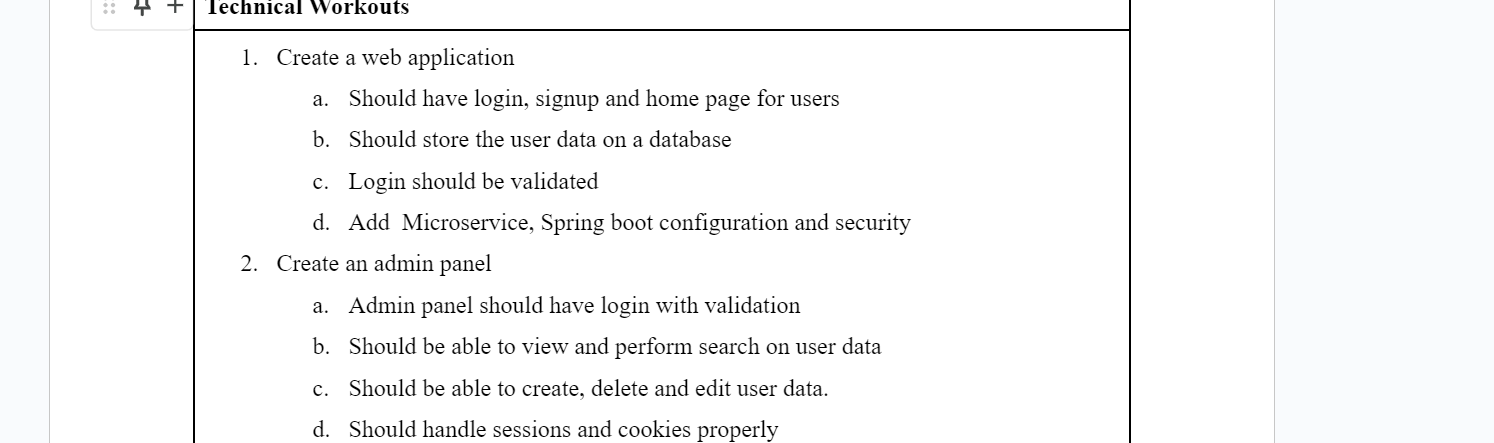 Technical Workouts
1. Create a web application
a. Should have login, signup and home page for users
b. Should store the user data on a database
c. Login should be validated
d. Add  Microservice, Spring boot configuration and security
2. Create an admin panel
a. Admin panel should have login with validation
b. Should be able to view and perform search on user data
c. Should be able to create, delete and edit user data.
d. Should handle sessions and cookies properly